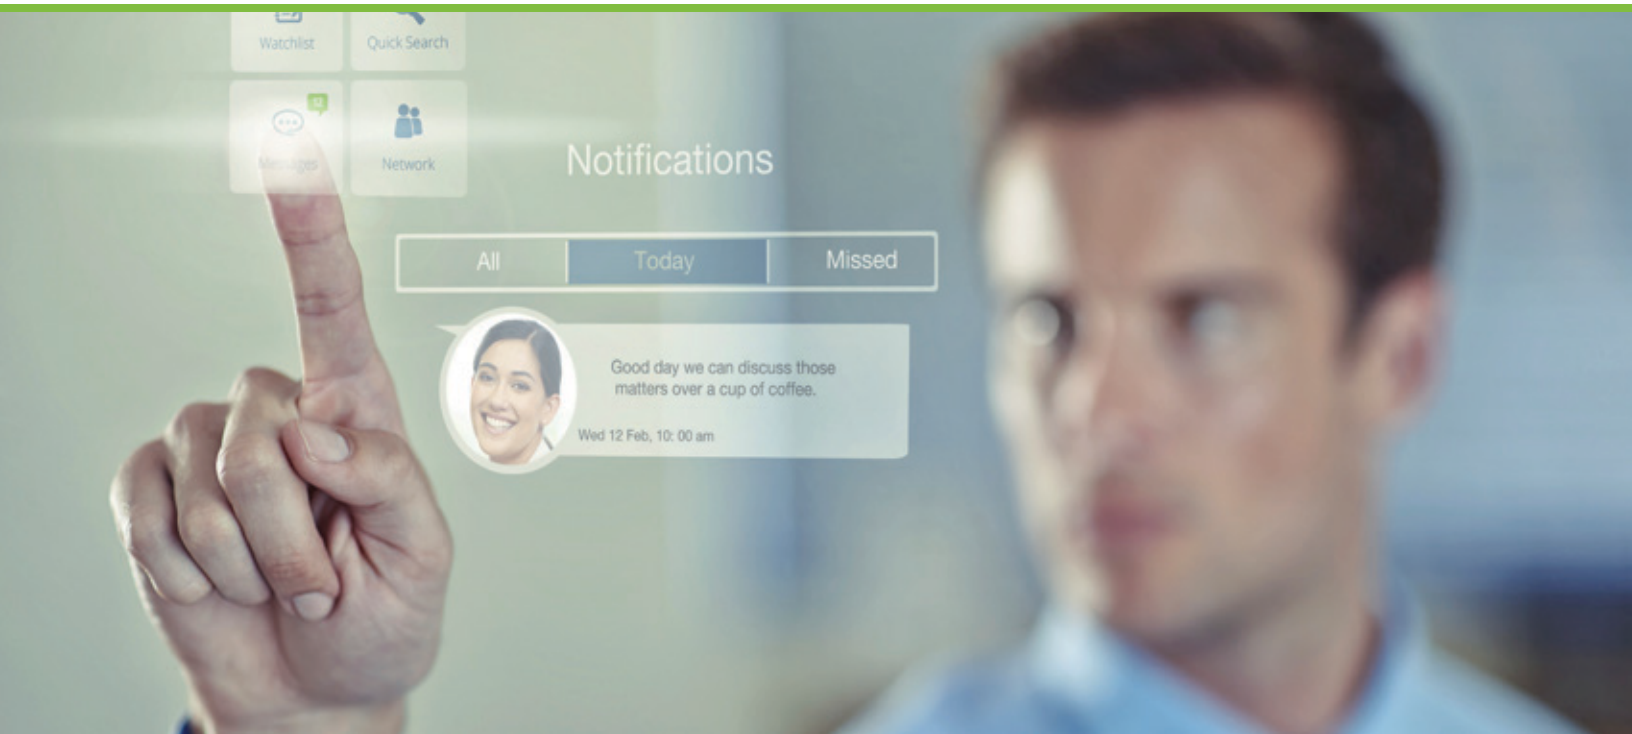 Watchlist
Quick Search
Messages
Network
Notifications
All
Today
Missed
Good day we can discuss those
matters over a cup of coffee.
Wed 12 Feb, 10: 00 am